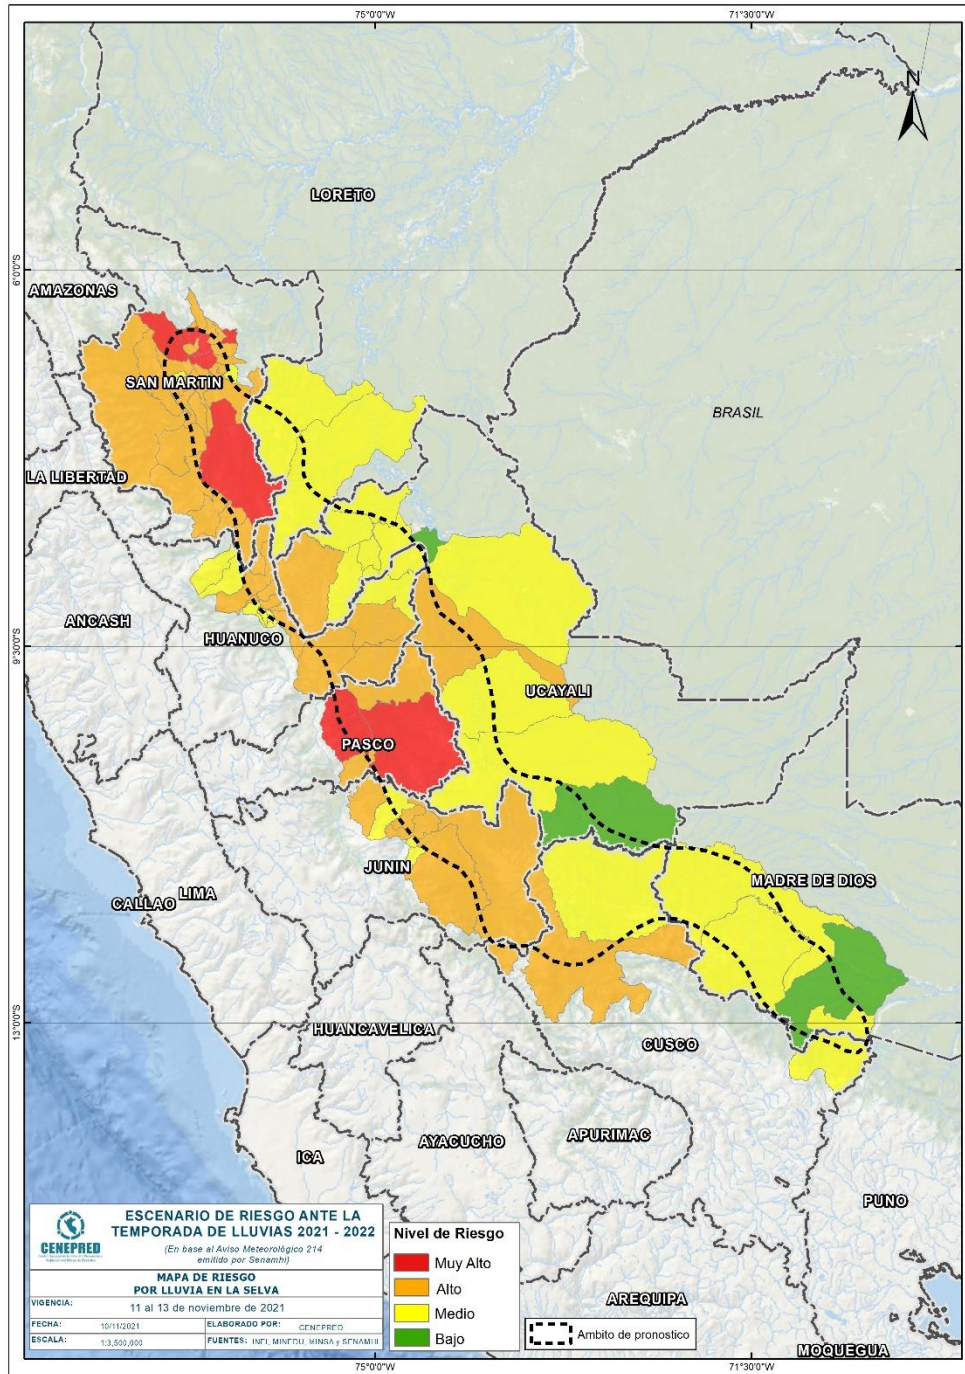 75°0'0"W
71°30'0"W
N
LORETO
6°0'0"S
AMAZONAS
SAN MARTIN
BRASIL
LA LIBERTAD
ANCASH
HUANUCO
9°30'0"S
UCAYALI
PASCO
JUNIN
MADRE DE DIOS
LIMA
CALLAO
13°0'0"S
HUANCAVELICA
CUSCO
AYACUCHO
APURIMAC
ICA
PUNO
AREQUIPA
MOQUEGUA
CENEPRED
ESCENARIO DE RIESGO ANTE LA
TEMPORADA DE LLUVIAS 2021 - 2022
(En base al Aviso Meteorológico 214
emitido por Senamhi)
MAPA DE RIESGO
POR LLUVIA EN LA SELVA
VIGENCIA:
11 al 13 de noviembre de 2021
FECHA:
10/11/2021
ELABORADO POR:
CENEPRED
ESCALA:
1:3,500,000
FUENTES: INEI, MINEDU, MINSA y SENAMHI
Nivel de Riesgo
Muy Alto
Alto
Medio
Bajo
Ambito de pronostico
75°0'0"W
71°30'0"W